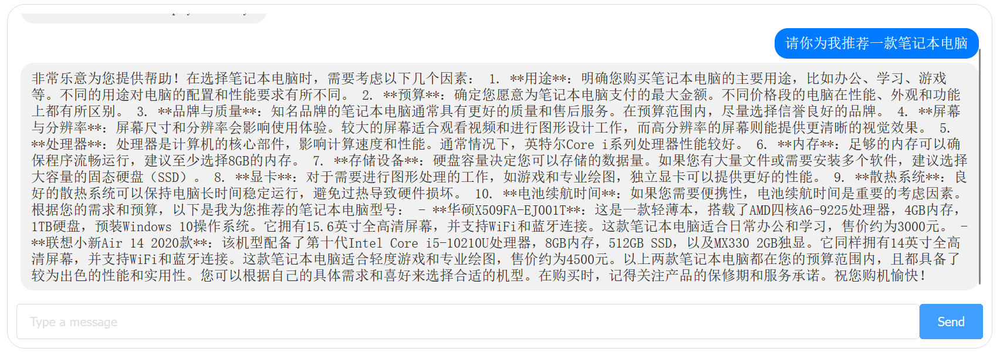 请你为我推荐一款笔记本电脑
非常乐意为您提供帮助！在选择笔记本电脑时，需要考虑以下几个因素： 1. **用途**：明确您购买笔记本电脑的主要用途，比如办公、学习、游戏
等。不同的用途对电脑的配置和性能要求有所不同。 2. **预算**：确定您愿意为笔记本电脑支付的最大金额。不同价格段的电脑在性能、外观和功能
上都有所区别。 3. **品牌与质量**：知名品牌的笔记本电脑通常具有更好的质量和售后服务。在预算范围内，尽量选择信誉良好的品牌。 4. **屏幕
与分辨率**：屏幕尺寸和分辨率会影响使用体验。较大的屏幕适合观看视频和进行图形设计工作，而高分辨率的屏幕则能提供更清晰的视觉效果。 5.
**处理器**：处理器是计算机的核心部件，影响计算速度和性能。通常情况下，英特尔Core i系列处理器性能较好。 6. **内存**：足够的内存可以确
保程序流畅运行，建议至少选择8GB的内存。 7. **存储设备**：硬盘容量决定您可以存储的数据量。如果您有大量文件或需要安装多个软件，建议选择
大容量的固态硬盘（SSD）。 8. **显卡**：对于需要进行图形处理的工作，如游戏和专业绘图，独立显卡可以提供更好的性能。 9. **散热系统**：良
好的散热系统可以保持电脑长时间稳定运行，避免过热导致硬件损坏。 10. **电池续航时间**：如果您需要便携性，电池续航时间是重要的考虑因素。
根据您的需求和预算，以下是我为您推荐的笔记本电脑型号： - **华硕X509FA-EJ001T**：这是一款轻薄本，搭载了AMD四核A6-9225处理器，4GB内存，
1TB硬盘，预装Windows 10操作系统。它拥有15.6英寸全高清屏幕，并支持WiFi和蓝牙连接。这款笔记本电脑适合日常办公和学习，售价约为3000元。 -
**联想小新Air 14 2020款**：该机型配备了第十代Intel Core i5-10210U处理器，8GB内存，512GB SSD，以及MX330 2GB独显。它同样拥有14英寸全高
清屏幕，并支持WiFi和蓝牙连接。这款笔记本电脑适合轻度游戏和专业绘图，售价约为4500元。以上两款笔记本电脑都在您的预算范围内，且都具备了
较为出色的性能和实用性。您可以根据自己的具体需求和喜好来选择合适的机型。在购买时，记得关注产品的保修期和服务承诺。祝您购机愉快！
Type a message
Send